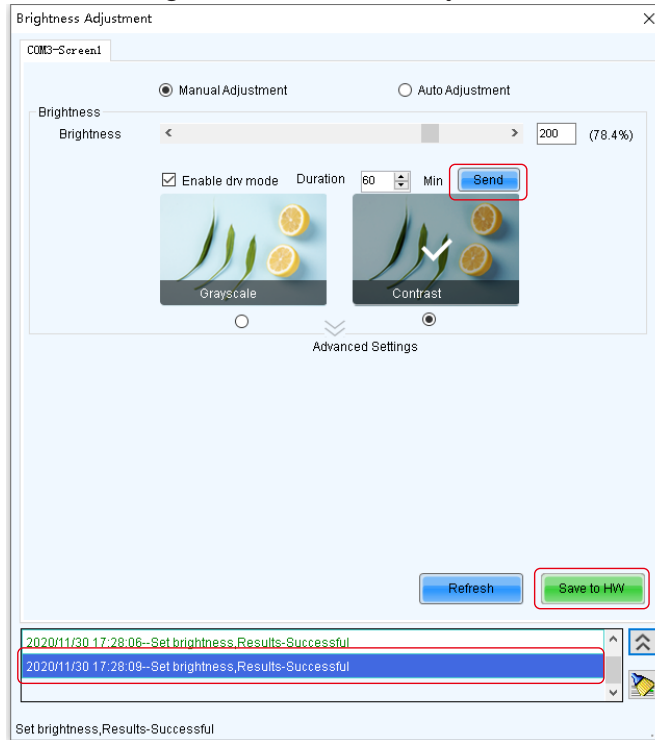 Brightness Adjustment
COM3-Screen1
Manual Adjustment Auto Adjustment
Brightness
Brightness 200 (78.4%)
Enable dry mode Duration 60 Min Send
Grayscale Contrast
Advanced Settings
Refresh Save to HW
2020/11/30 17:28:06--Set brightness,Results-Successful
2020/11/30 17:28:09--Set brightness,Results-Successful
Set brightness,Results-Successful